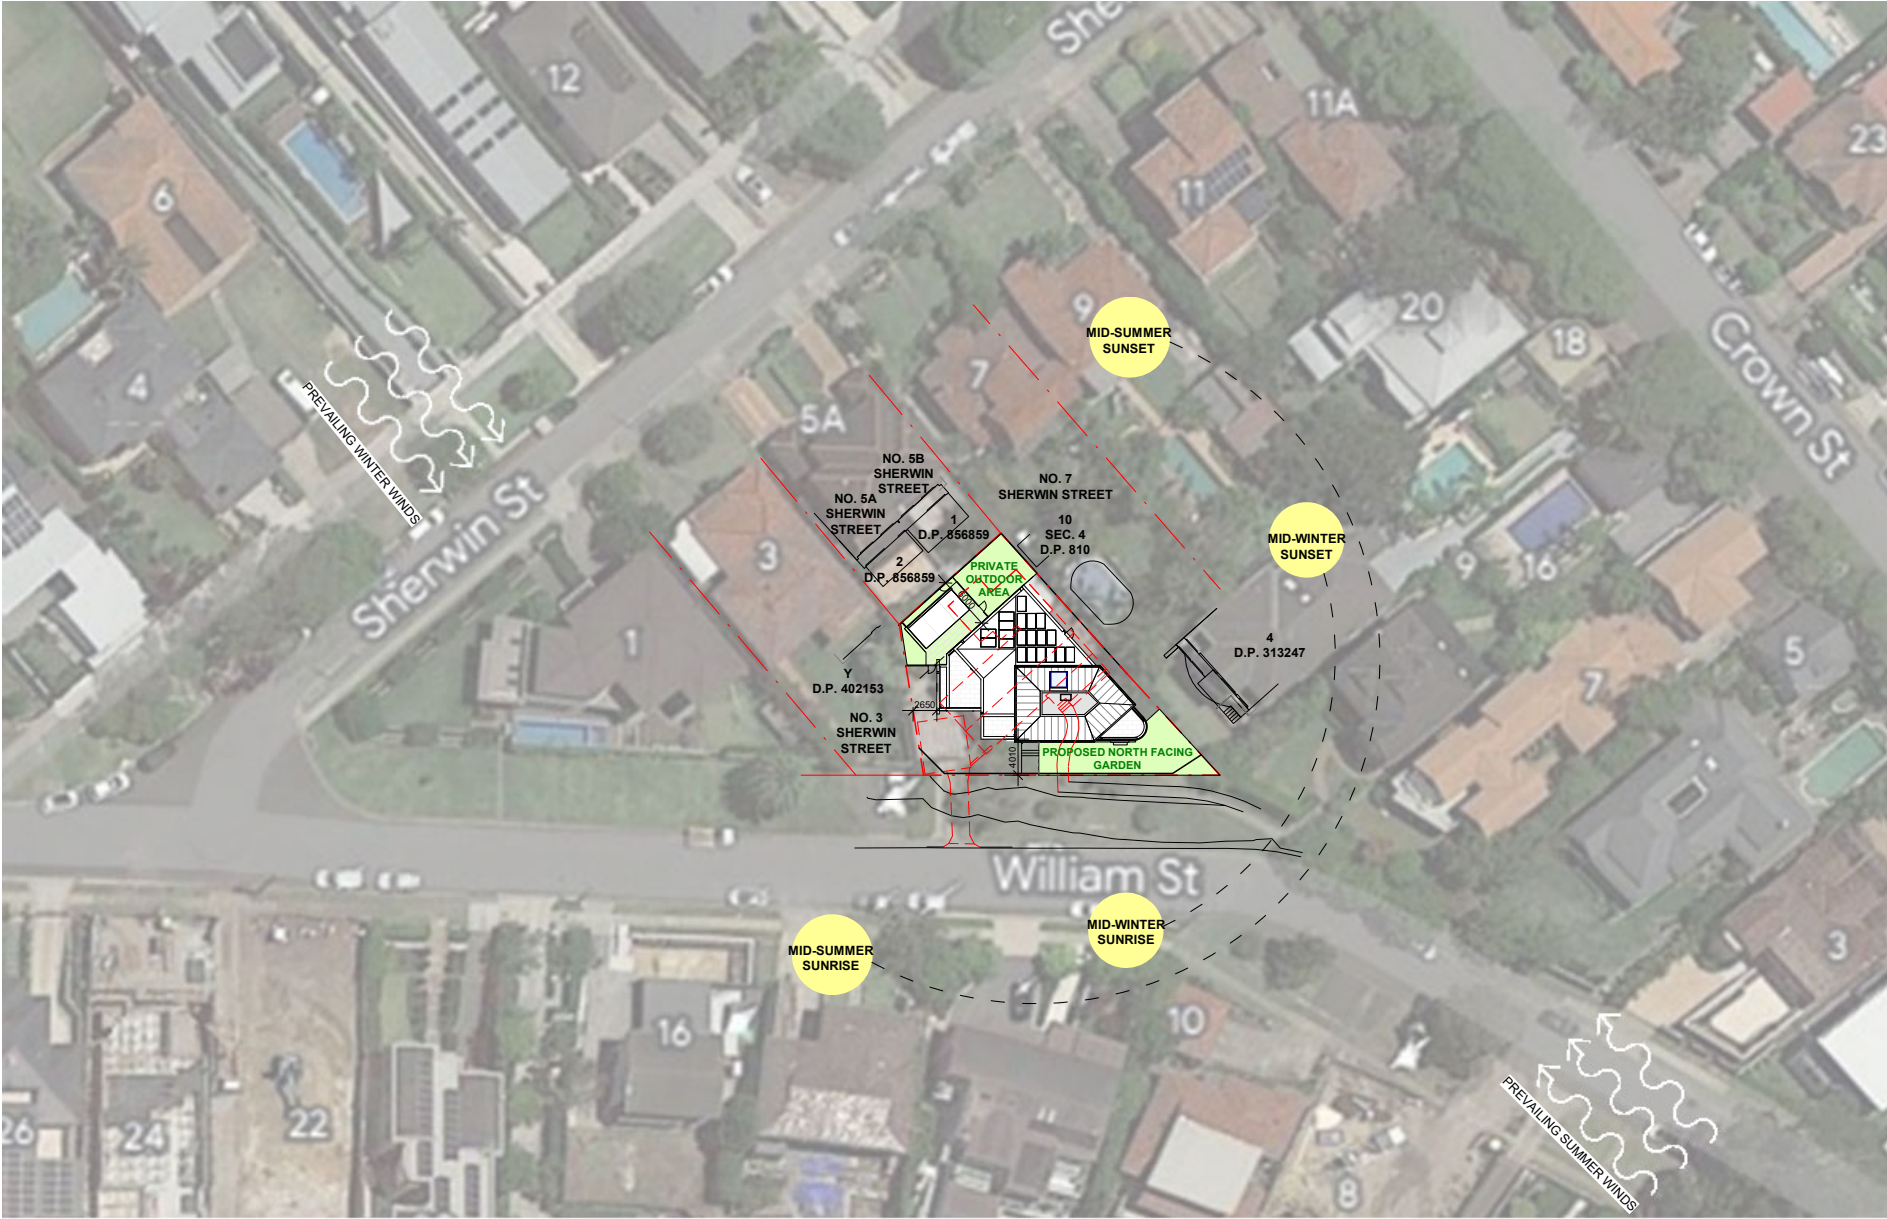 She
12
11A
23
6
11
9
MID-SUMMER
SUNSET
20
18
Crown St
4
7
PREVAILING WINTER WINDS
5A
NO. 5B
SHERWIN
STREET
NO. 7
SHERWIN STREET
NO. 5A
SHERWIN
STREET
Sherwin St
1
D.P. 856859
10
SEC. 4
D.P. 810
MID-WINTER
SUNSET
3
2
D.P. 856859
PRIVATE
OUTDOOR
AREA
9
16
1
4
D.P. 313247
5
Y
D.P. 402153
7
2650
NO. 3
SHERWIN
STREET
4010
PROPOSED NORTH FACING
GARDEN
William St
MID-SUMMER
SUNRISE
MID-WINTER
SUNRISE
3
16
10
PREVAILING SUMMER WINDS
26
24
22
8